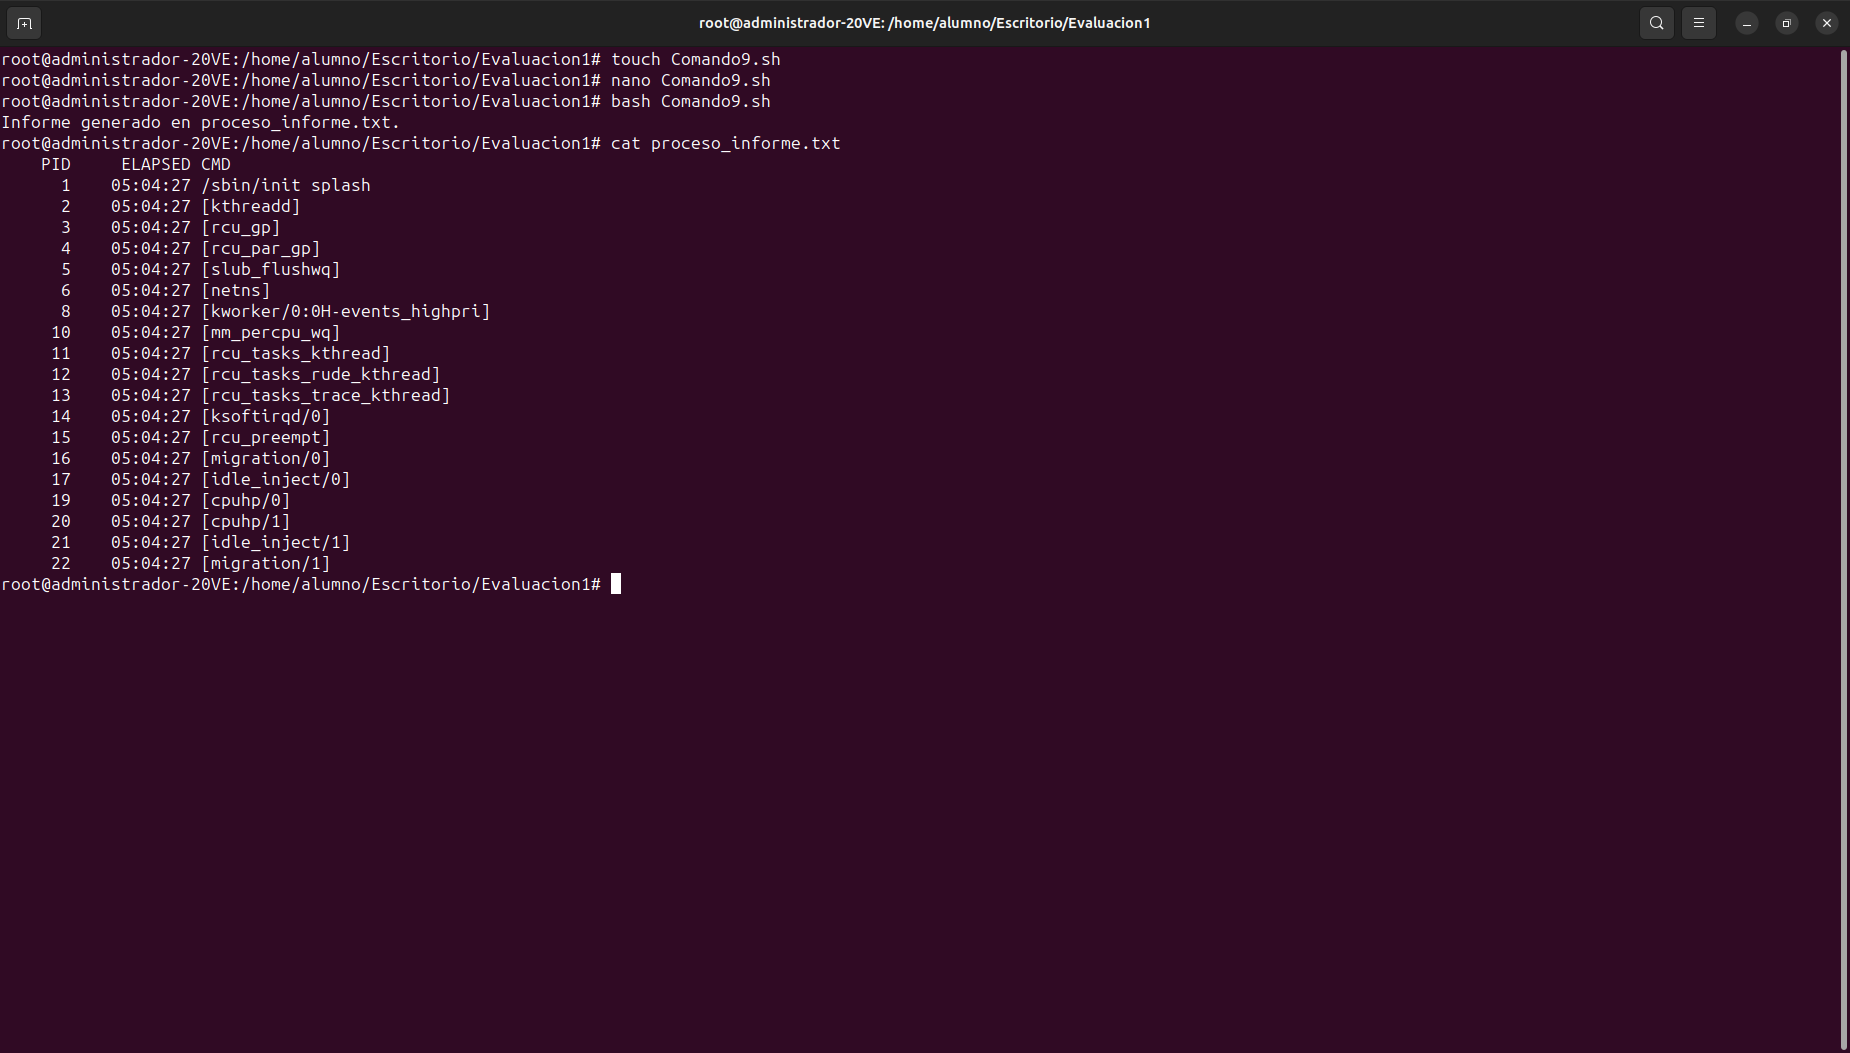 root@administrador-20VE: /home/alumno/Escritorio/Evaluacion1
root@administrador-20VE:/home/alumno/Escritorio/Evaluacion1# touch Comando9.sh
root@administrador-20VE:/home/alumno/Escritorio/Evaluacion1# nano Comando9.sh
root@administrador-20VE:/home/alumno/Escritorio/Evaluacion1# bash Comando9.sh
Informe generado en proceso_informe.txt.
root@administrador-20VE:/home/alumno/Escritorio/Evaluacion1# cat proceso_informe.txt
    PID     ELAPSED CMD
      1    05:04:27 /sbin/init splash
      2    05:04:27 [kthreadd]
      3    05:04:27 [rcu_gp]
      4    05:04:27 [rcu_par_gp]
      5    05:04:27 [slub_flushwq]
      6    05:04:27 [netns]
      8    05:04:27 [kworker/0:0H-events_highpri]
     10    05:04:27 [mm_percpu_wq]
     11    05:04:27 [rcu_tasks_kthread]
     12    05:04:27 [rcu_tasks_rude_kthread]
     13    05:04:27 [rcu_tasks_trace_kthread]
     14    05:04:27 [ksoftirqd/0]
     15    05:04:27 [rcu_preempt]
     16    05:04:27 [migration/0]
     17    05:04:27 [idle_inject/0]
     19    05:04:27 [cpuhp/0]
     20    05:04:27 [cpuhp/1]
     21    05:04:27 [idle_inject/1]
     22    05:04:27 [migration/1]
root@administrador-20VE:/home/alumno/Escritorio/Evaluacion1#